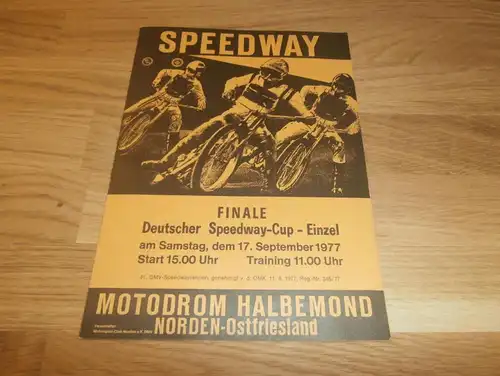 SPEEDWAY
FINALE
Deutscher Speedway-Cup - Einzel
am Samstag, dem 17. September 1977
Start 15.00 Uhr Training 11.00 Uhr
MOTODROM HALBEMOND
Veranstalter:
NORDEN-Ostfriesland